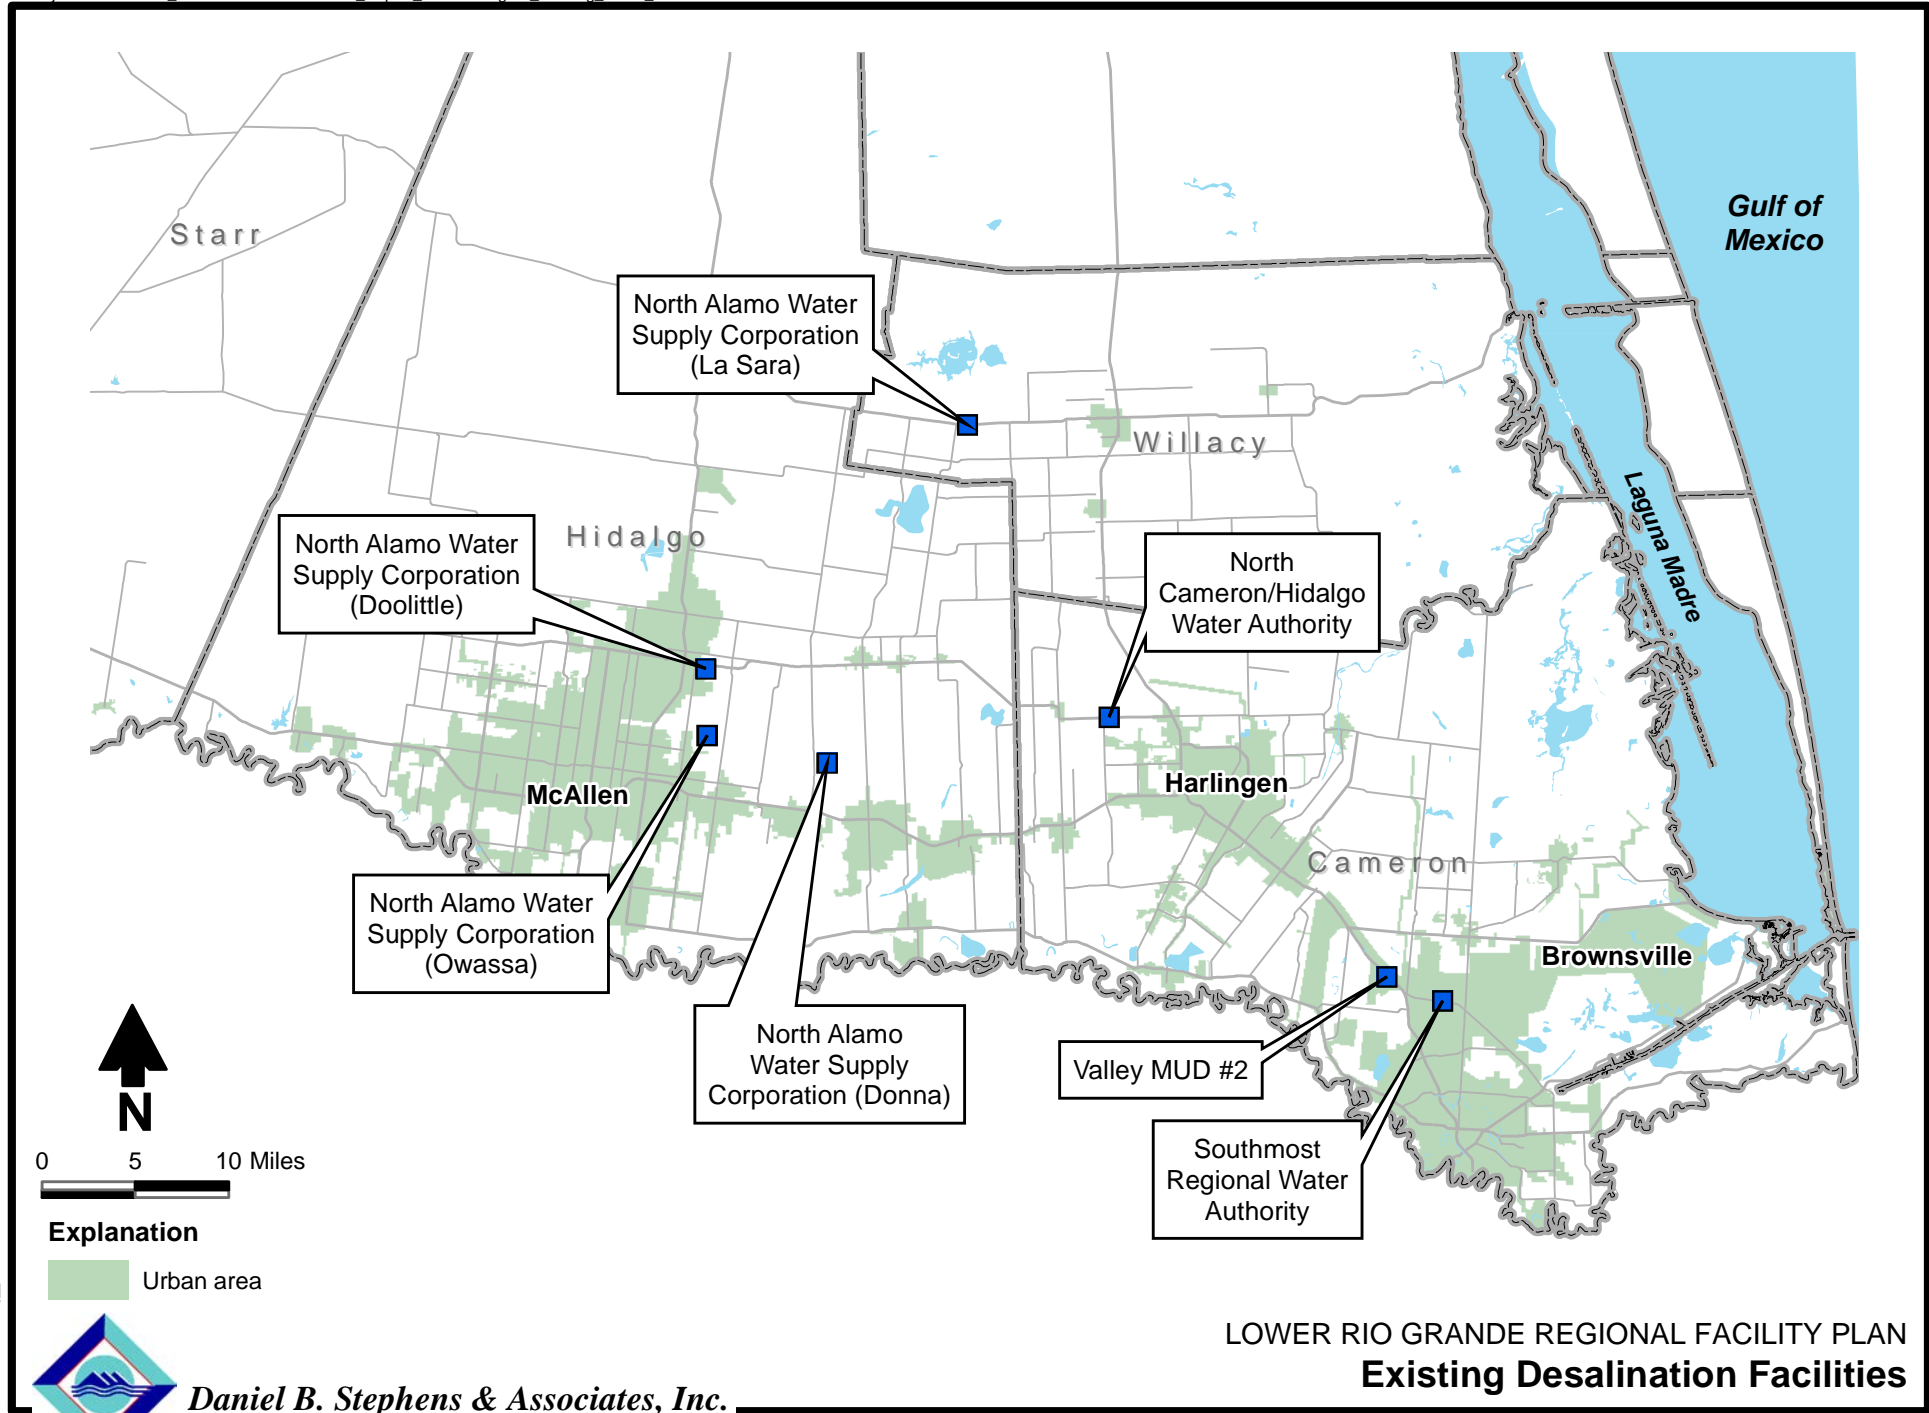 Starr
Gulf of
Mexico
North Alamo Water
Supply Corporation
(La Sara)
Willacy
Laguna Madre
Hidalgo
North Alamo Water
Supply Corporation
(Doolittle)
North
Cameron/Hidalgo
Water Authority
McAllen
Harlingen
Cameron
North Alamo Water
Supply Corporation
(Owassa)
Brownsville
North Alamo
Water Supply
Corporation (Donna)
Valley MUD #2
Southmost
Regional Water
Authority
N
0 5 10 Miles
Explanation
Urban area
LOWER RIO GRANDE REGIONAL FACILITY PLAN
Existing Desalination Facilities
Daniel B. Stephens & Associates, Inc.